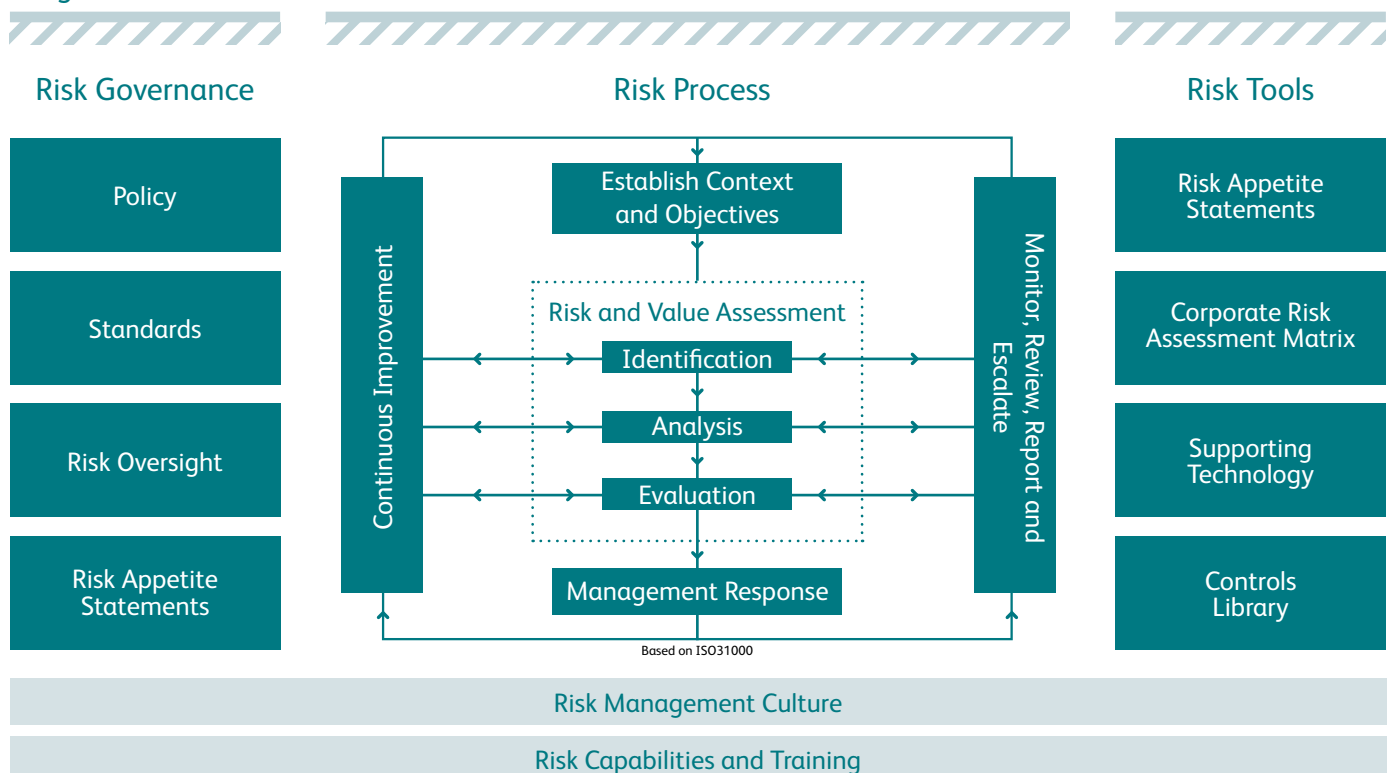 Risk Governance
Policy
Standards
Risk Oversight
Risk Appetite
Statements
Risk Process
Establish Context
and Objectives
Continuous Improvement
Risk and Value Assessment
Identification
Analysis
Evaluation
Monitor, Review, Report and
Escalate
Management Response
Based on ISO31000
Risk Tools
Risk Appetite
Statements
Corporate Risk
Assessment Matrix
Supporting
Technology
Controls
Library
Risk Management Culture
Risk Capabilities and Training